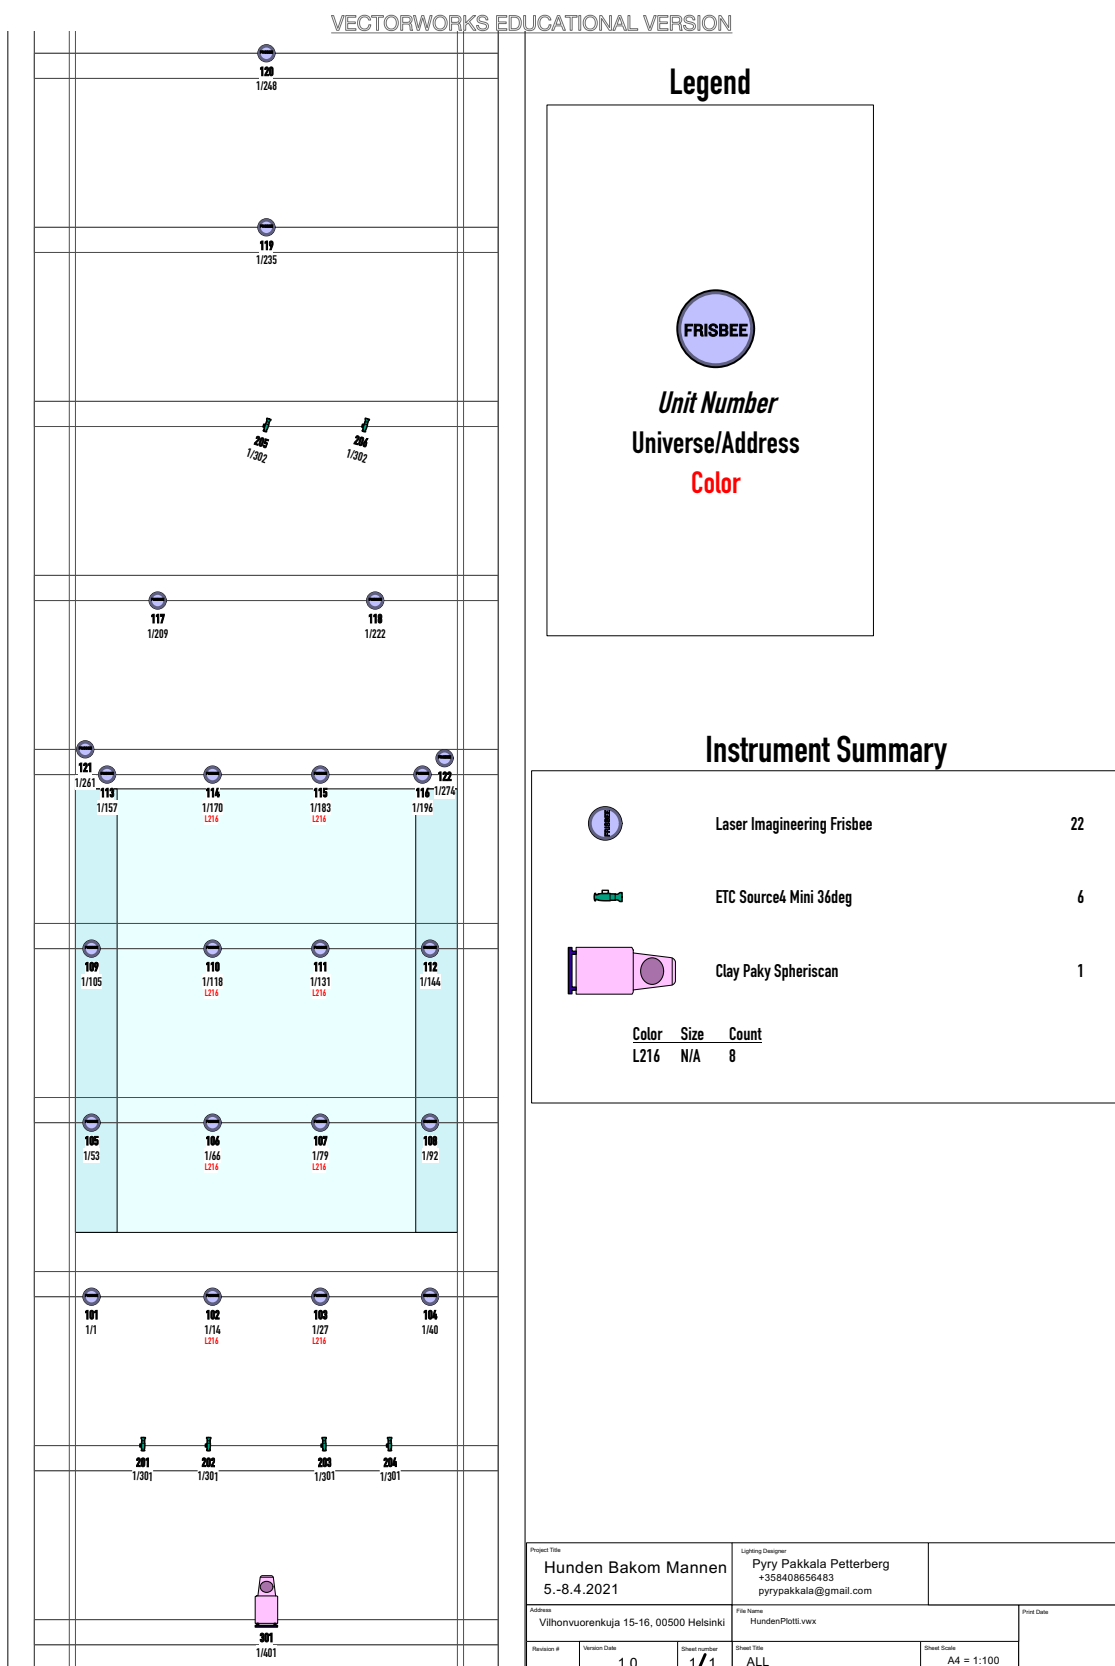 VECTORWORKS EDUCATIONAL VERSION
120
1/248
119
1/235
205
1/302
206
1/302
117
1/209
118
1/222
121
1/261
122
1/274
113
1/157
114
1/170
L216
115
1/183
L216
116
1/196
109
1/105
110
1/118
L216
111
1/131
L216
112
1/144
105
1/53
106
1/66
L216
107
1/79
L216
108
1/92
101
1/1
102
1/14
L216
103
1/27
L216
104
1/40
201
1/301
202
1/301
203
1/301
204
1/301
301
1/401
Legend
FRISBEE
Unit Number
Universe/Address
Color
Instrument Summary
FRISBEE
Laser Imagineering Frisbee 22
ETC Source4 Mini 36deg 6
Clay Paky Spheriscan 1
Color Size Count
L216 N/A 8
Project Title
Hunden Bakom Mannen
5.-8.4.2021
Lighting Designer
Pyry Pakkala Petterberg
+358408656483
pyrypakkala@gmail.com
Address
Vilhonvuorenkuja 15-16, 00500 Helsinki
File Name
HundenPlotti.vwx
Print Date
Revision #
Version Date
1.0
Sheet number
1/1
Sheet Title
ALL
Sheet Scale
A4 = 1:100